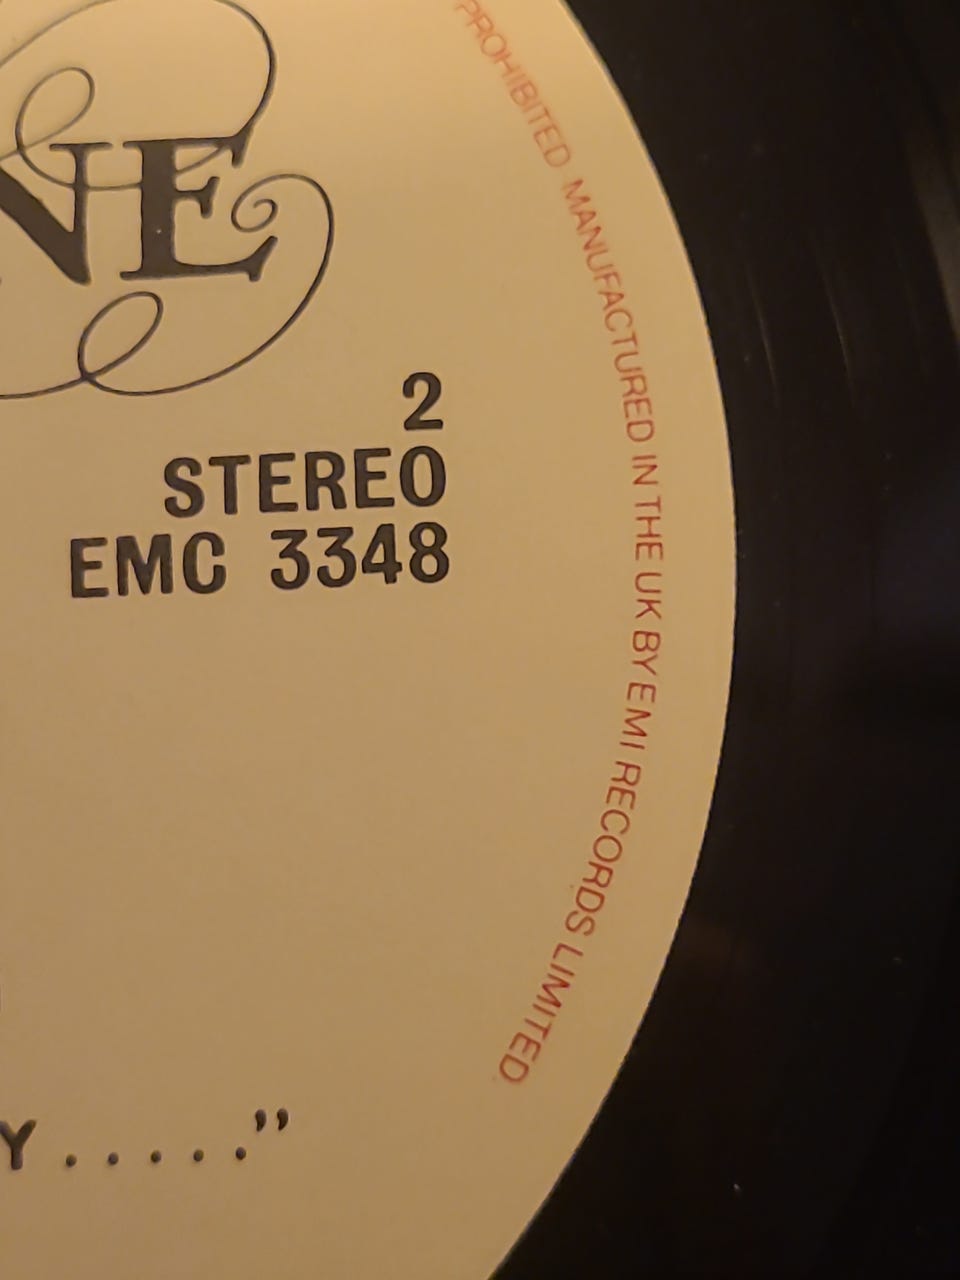 NE
2
STEREO
EMC 3348
Y.....”
PROHIBITED MANUFACTURED IN THE UK BY EMI RECORDS LIMITED